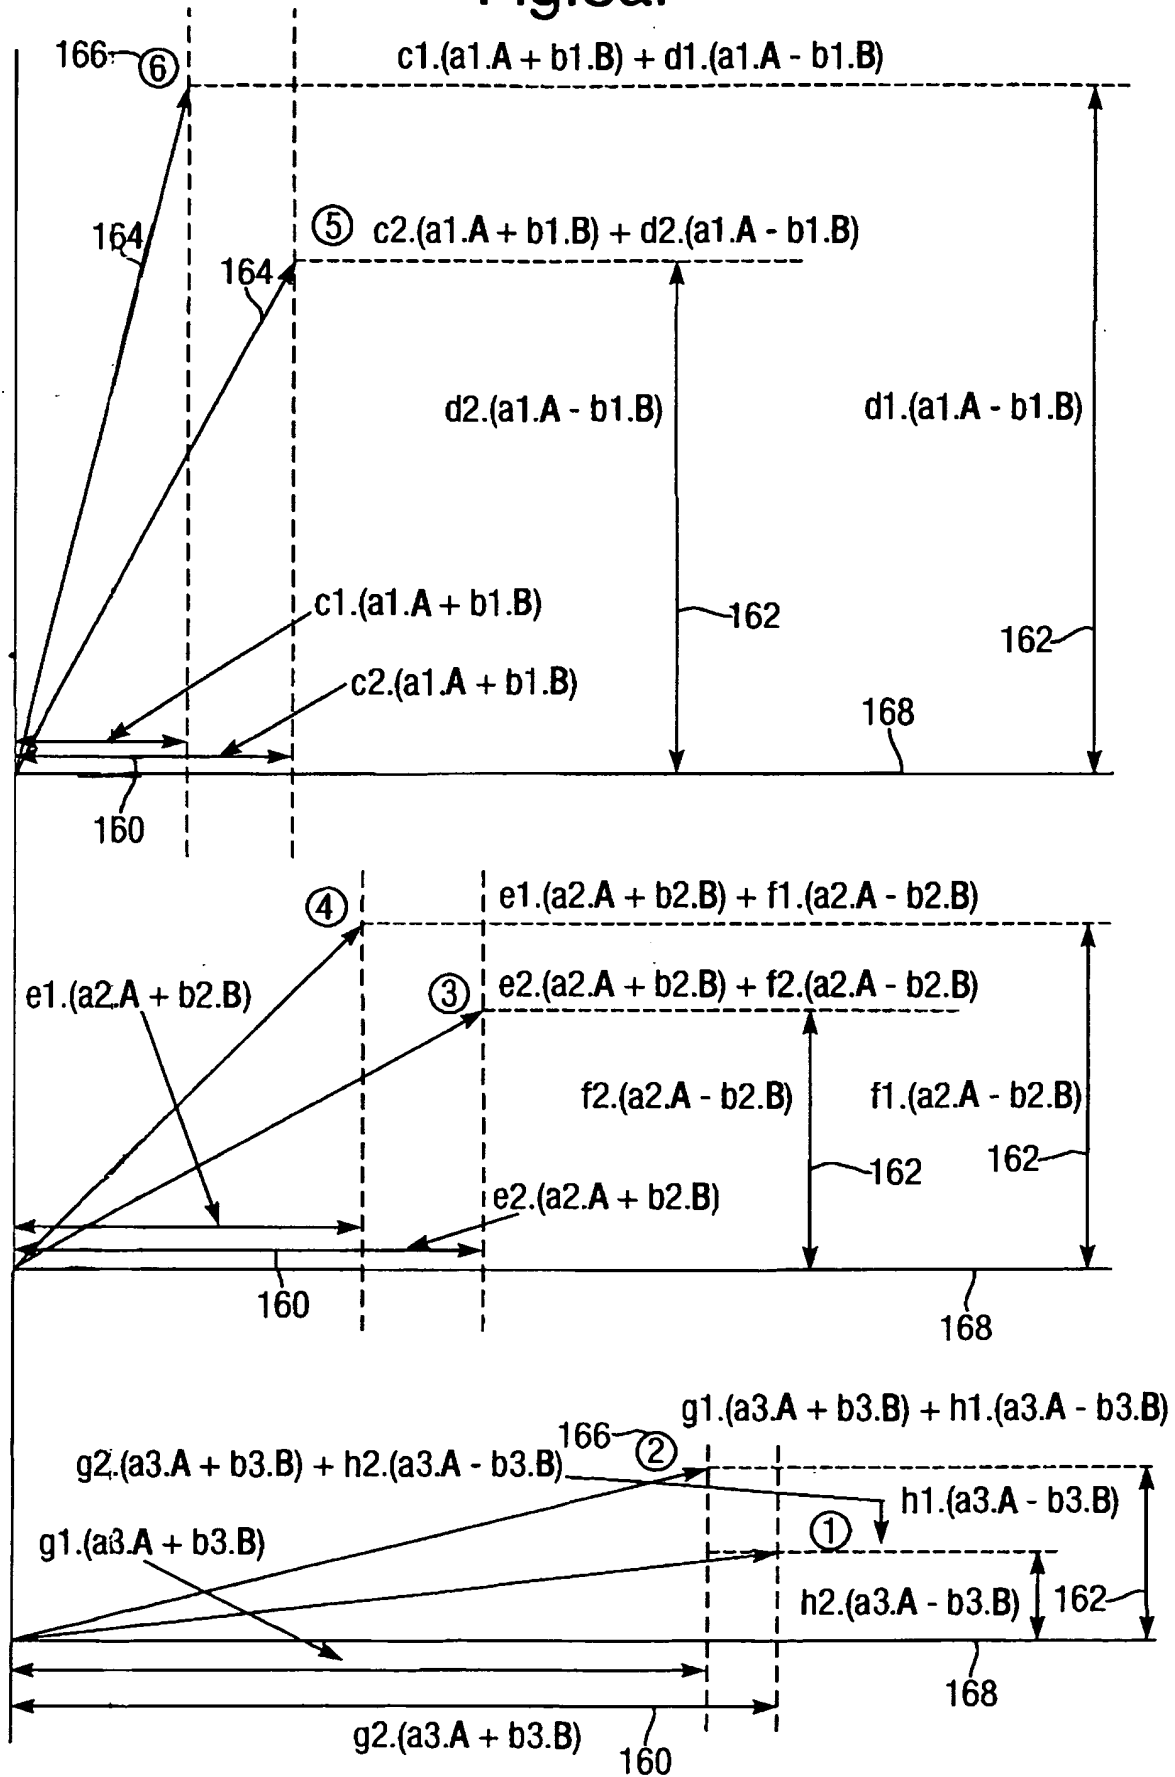 166 ⑥ c1.(a1.A + b1.B) + d1.(a1.A - b1.B)
164
⑤ c2.(a1.A + b1.B) + d2.(a1.A - b1.B)
164
d2.(a1.A - b1.B)
d1.(a1.A - b1.B)
c1.(a1.A + b1.B)
162
162
c2.(a1.A + b1.B)
168
160
④ e1.(a2.A + b2.B) + f1.(a2.A - b2.B)
e1.(a2.A + b2.B)
③ e2.(a2.A + b2.B) + f2.(a2.A - b2.B)
f2.(a2.A - b2.B)
f1.(a2.A - b2.B)
162
162
e2.(a2.A + b2.B)
160
168
g1.(a3.A + b3.B) + h1.(a3.A - b3.B)
166 ②
g2.(a3.A + b3.B) + h2.(a3.A - b3.B)
h1.(a3.A - b3.B)
①
g1.(a3.A + b3.B)
h2.(a3.A - b3.B)
162
168
g2.(a3.A + b3.B)
160